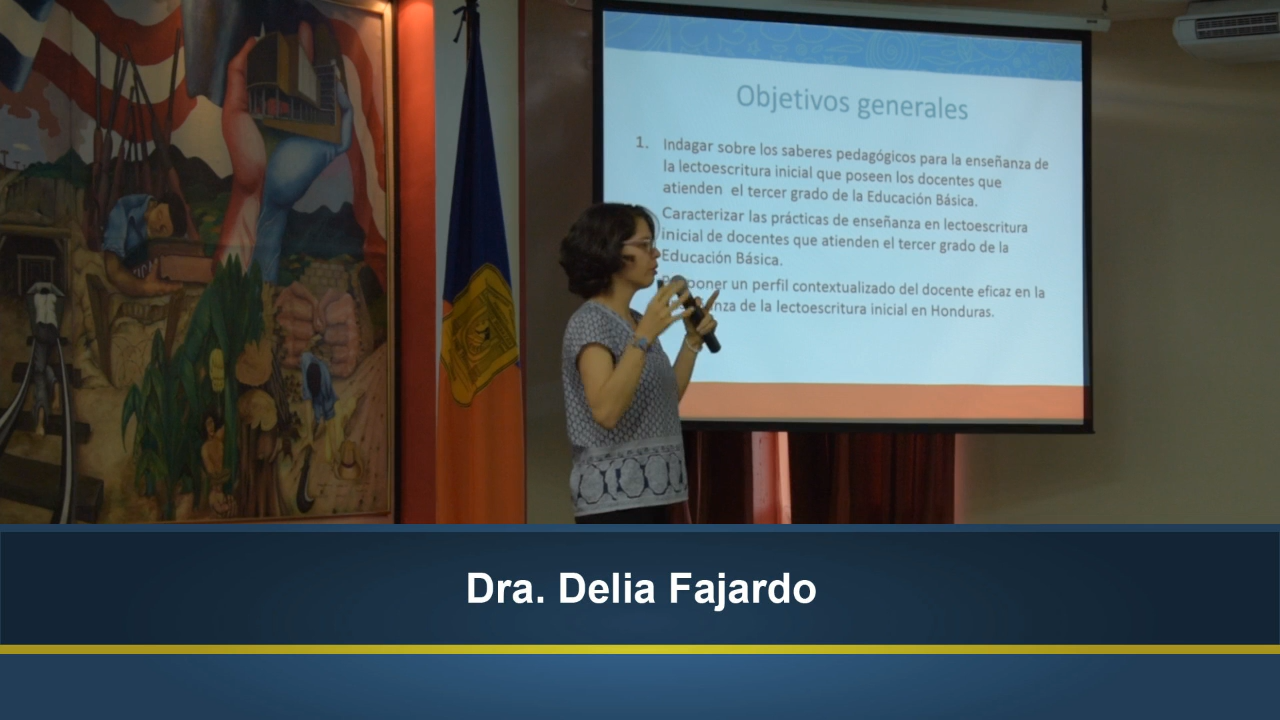 Objetivos generales
1. Indagar sobre los saberes pedagógicos para la enseñanza de
la lectoescritura inicial que poseen los docentes que
atienden el tercer grado de la Educación Básica.
Caracterizar las prácticas de enseñanza en lectoescritura
inicial de docentes que atienden el tercer grado de la
Educación Básica.
un perfil contextualizado del docente eficaz en la
de la lectoescritura inicial en Honduras.
Dra. Delia Fajardo